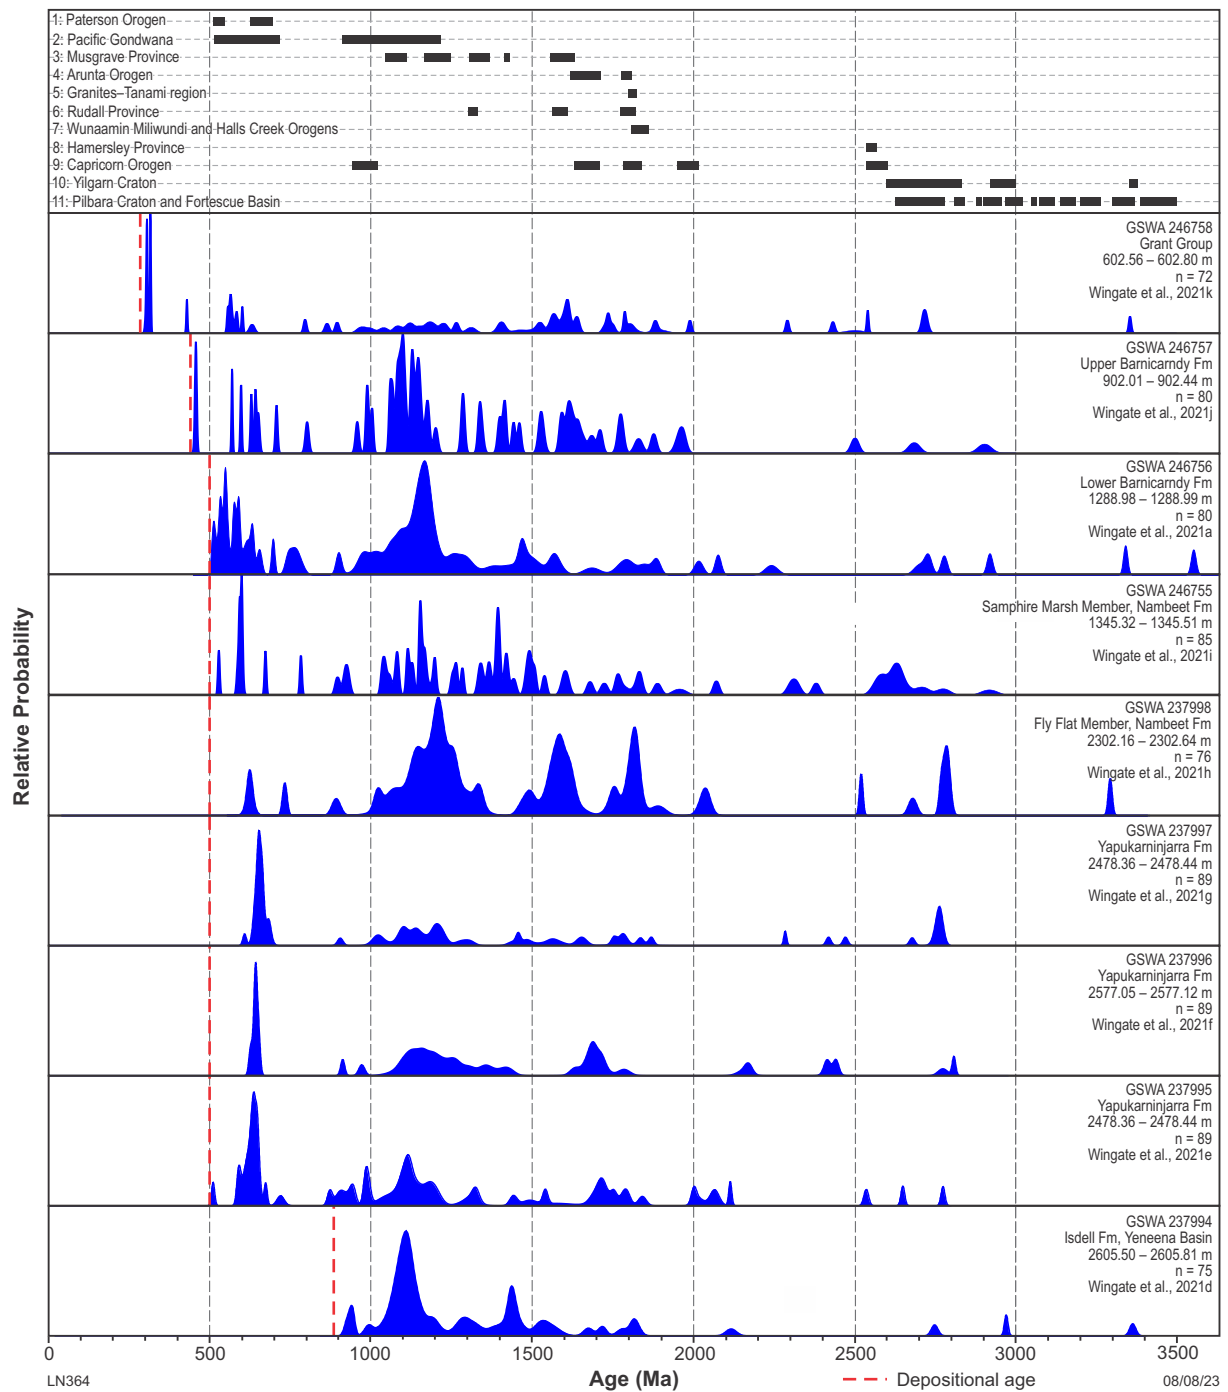 1: Paterson Orogen
2: Pacific Gondwana
3: Musgrave Province
4: Arunta Orogen
5: Granites–Tanami region
6: Rudall Province
7: Wunaamin Miliwundi and Halls Creek Orogens
8: Hamersley Province
9: Capricorn Orogen
10: Yilgarn Craton
11: Pilbara Craton and Fortescue Basin
GSWA 246758
Grant Group
602.56 – 602.80 m
n = 72
Wingate et al., 2021k
GSWA 246757
Upper Barnicarndy Fm
902.01 – 902.44 m
n = 80
Wingate et al., 2021j
GSWA 246756
Lower Barnicarndy Fm
1288.98 – 1288.99 m
n = 80
Wingate et al., 2021a
GSWA 246755
Samphire Marsh Member, Nambeet Fm
1345.32 – 1345.51 m
n = 85
Wingate et al., 2021i
GSWA 237998
Fly Flat Member, Nambeet Fm
2302.16 – 2302.64 m
n = 76
Wingate et al., 2021h
GSWA 237997
Yapukarninjarra Fm
2478.36 – 2478.44 m
n = 89
Wingate et al., 2021g
GSWA 237996
Yapukarninjarra Fm
2577.05 – 2577.12 m
n = 89
Wingate et al., 2021f
GSWA 237995
Yapukarninjarra Fm
2478.36 – 2478.44 m
n = 89
Wingate et al., 2021e
GSWA 237994
Isdell Fm, Yeneena Basin
2605.50 – 2605.81 m
n = 75
Wingate et al., 2021d
Relative Probability
0 500 1000 1500 2000 2500 3000 3500
Age (Ma)
Depositional age
LN364
08/08/23